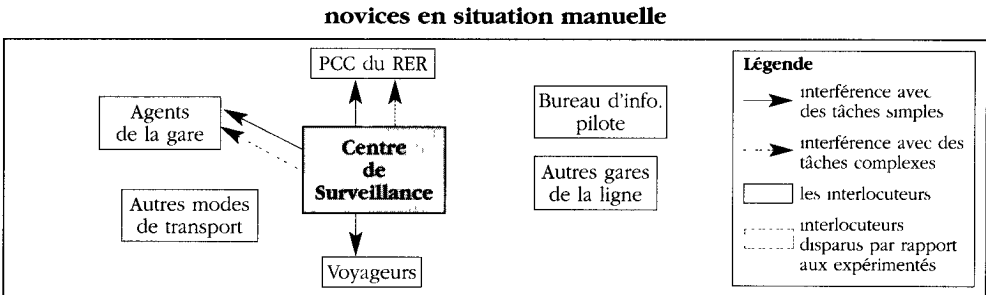 novices en situation manuelle
PCC du RER
Agents
de la gare
Bureau d'info.
pilote
Centre
de
Surveillance
Autres gares
de la ligne
Autres modes
de transport
Voyageurs
Légende
interférence avec
des tâches simples
interférence avec des
tâches complexes
les interlocuteurs
interlocuteurs
disparus par rapport
aux expérimentés